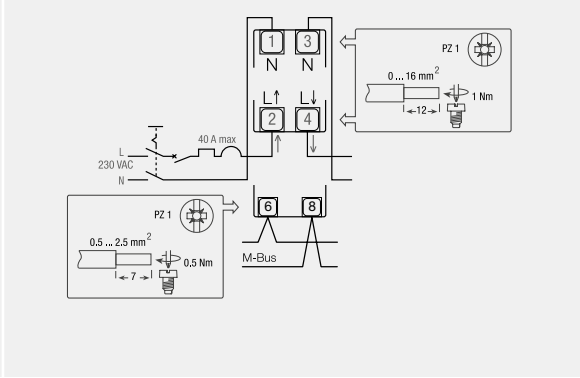 1
3
N
N
PZ 1
0 ... 16 mm²
1 Nm
12
L↑
L↓
2
4
40 A max
L
230 VAC
N
6
8
PZ 1
0.5 ... 2.5 mm²
0.5 Nm
7
M-Bus